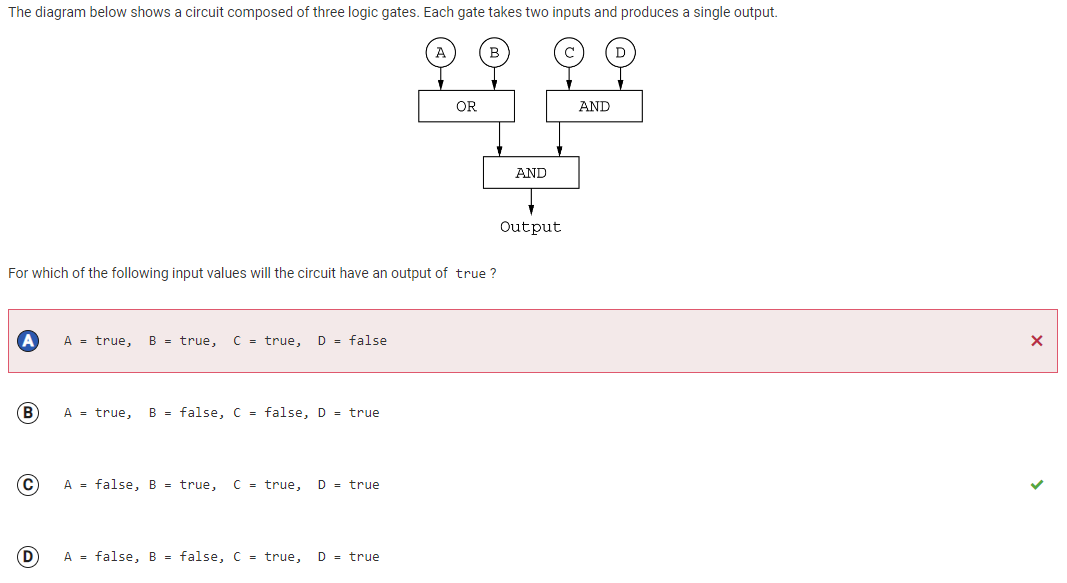 The diagram below shows a circuit composed of three logic gates. Each gate takes two inputs and produces a single output.
A B C D
OR AND
AND
Output
For which of the following input values will the circuit have an output of true ?
A A = true, B = true, C = true, D = false
B A = true, B = false, C = false, D = true
C A = false, B = true, C = true, D = true
D A = false, B = false, C = true, D = true